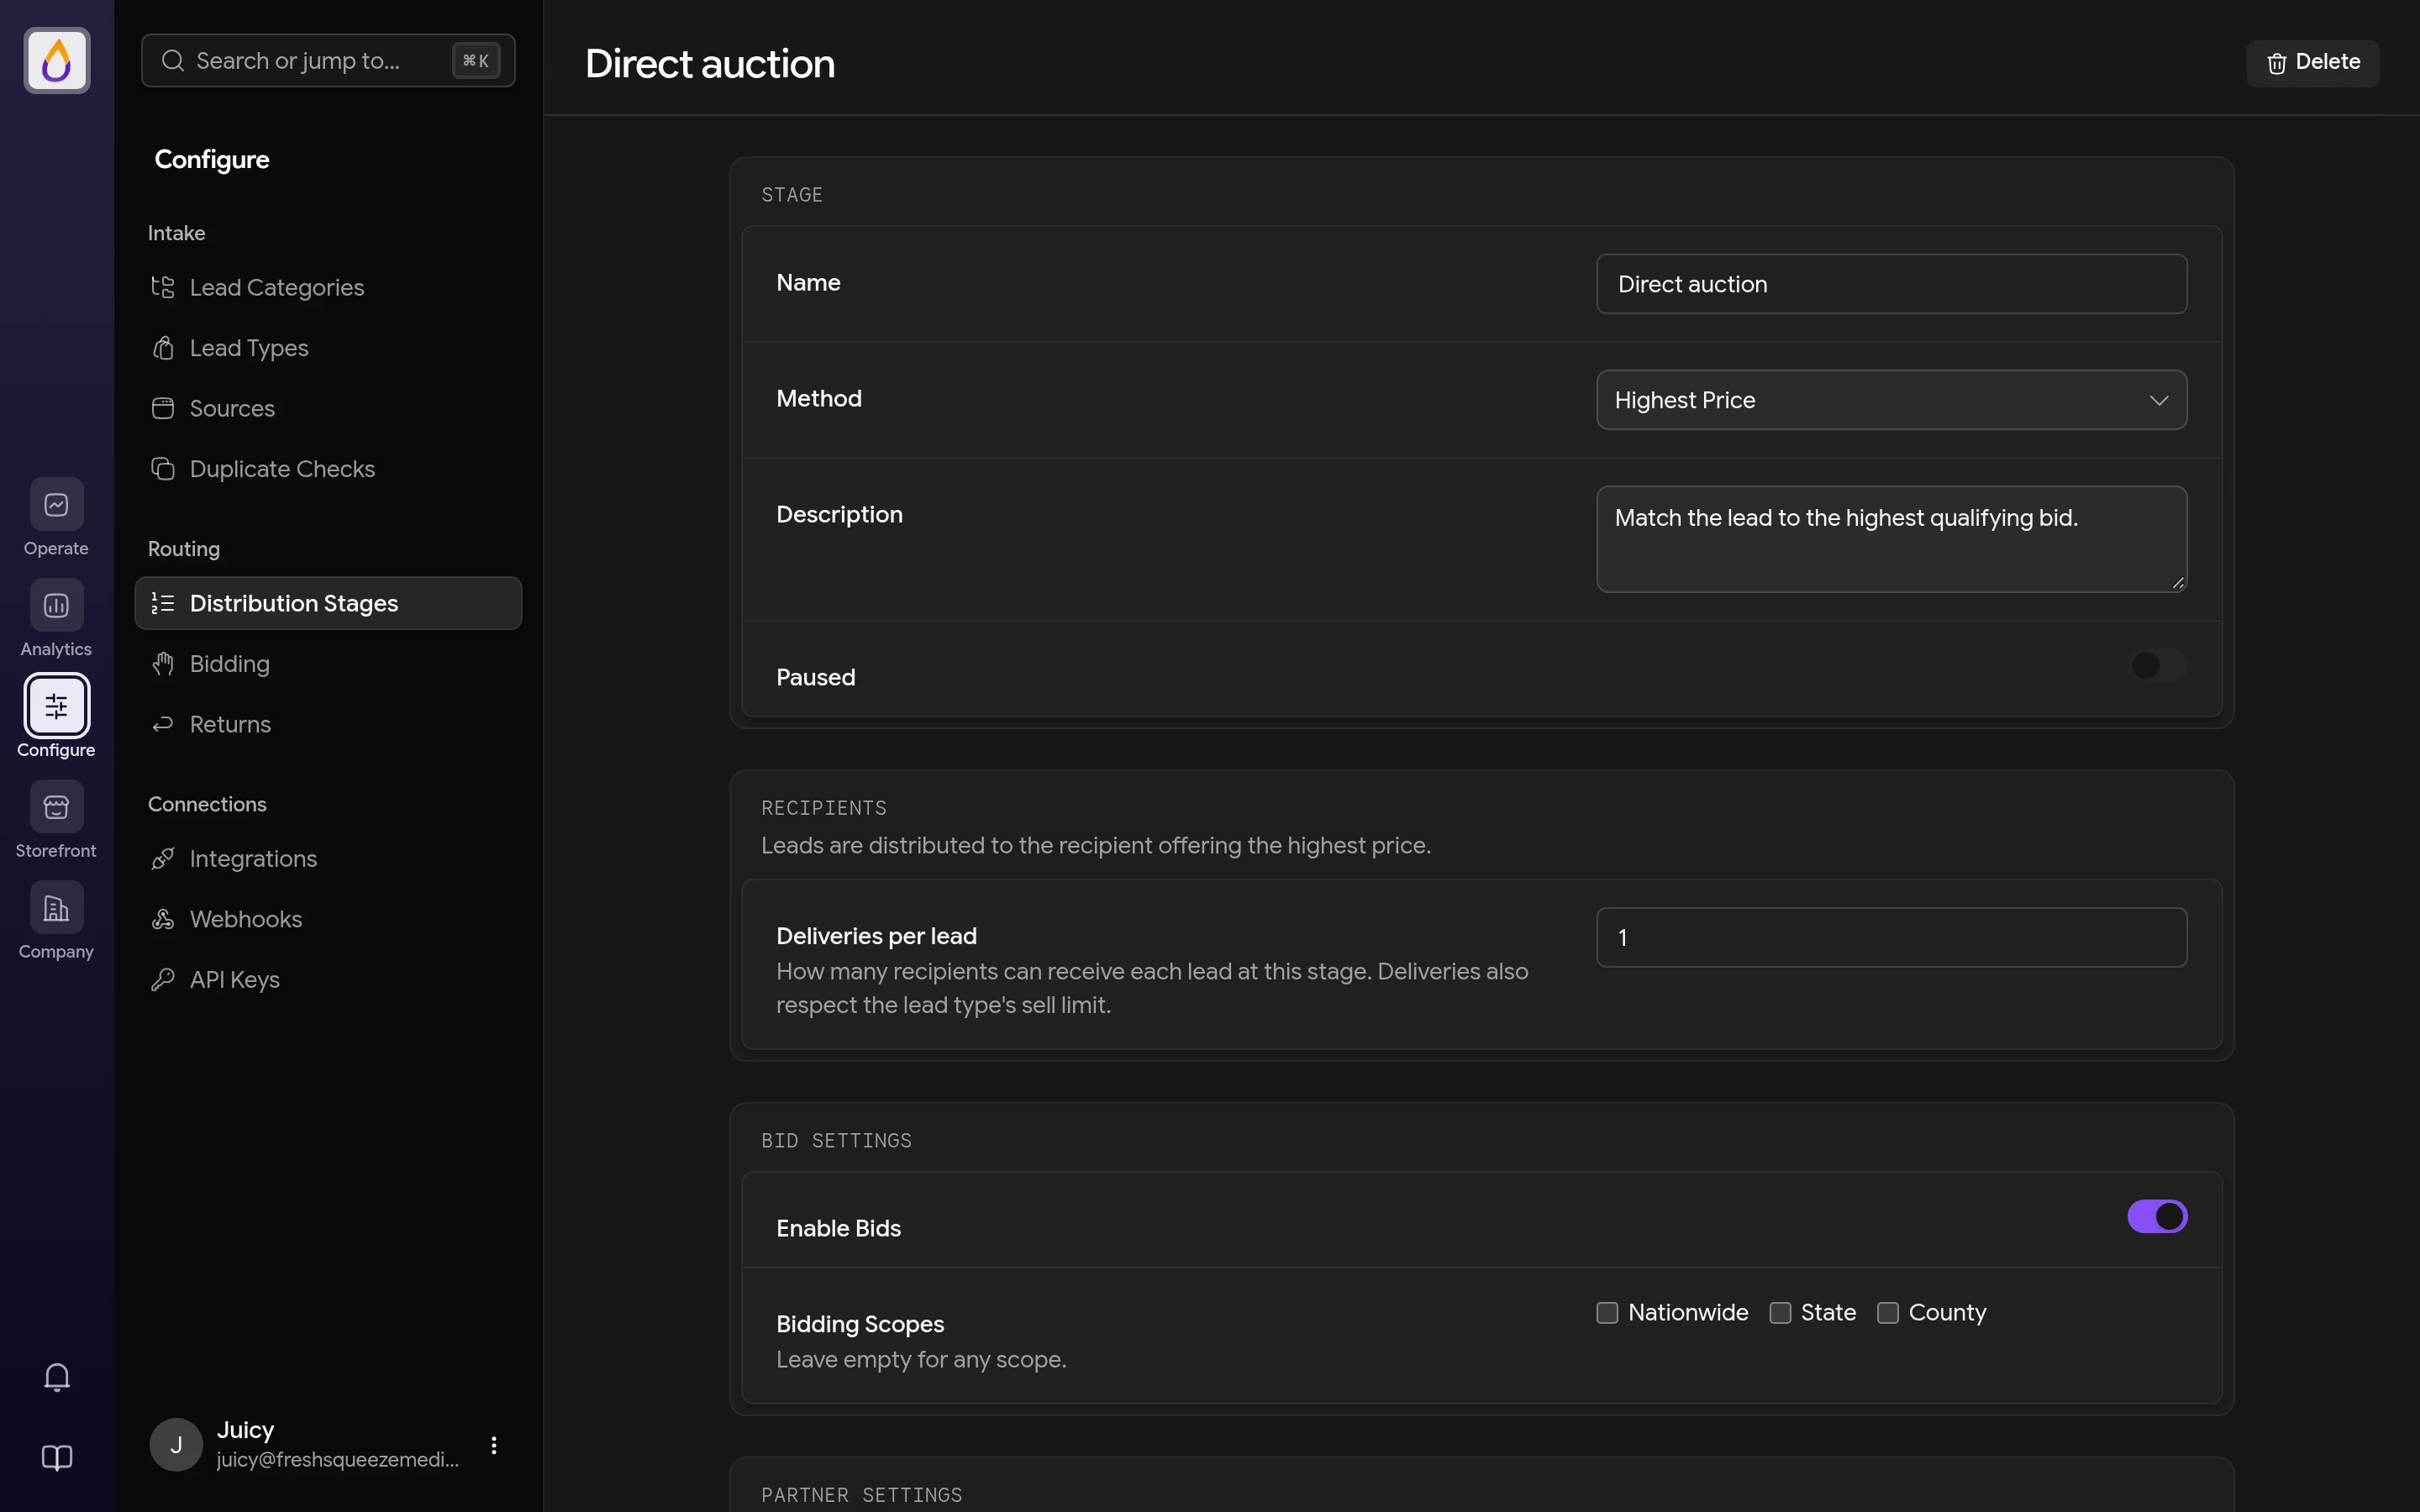 Search or jump to...
⌘K
Configure
Intake
Lead Categories
Lead Types
Sources
Duplicate Checks
Routing
Distribution Stages
Bidding
Returns
Connections
Integrations
Webhooks
API Keys
Operate
Analytics
Configure
Storefront
Company
J
Juicy
juicy@freshsqueezemedi...
Direct auction
Delete
STAGE
Name
Direct auction
Method
Highest Price
Description
Match the lead to the highest qualifying bid.
Paused
RECIPIENTS
Leads are distributed to the recipient offering the highest price.
Deliveries per lead
How many recipients can receive each lead at this stage. Deliveries also
respect the lead type's sell limit.
1
BID SETTINGS
Enable Bids
Bidding Scopes
Leave empty for any scope.
Nationwide
State
County
PARTNER SETTINGS